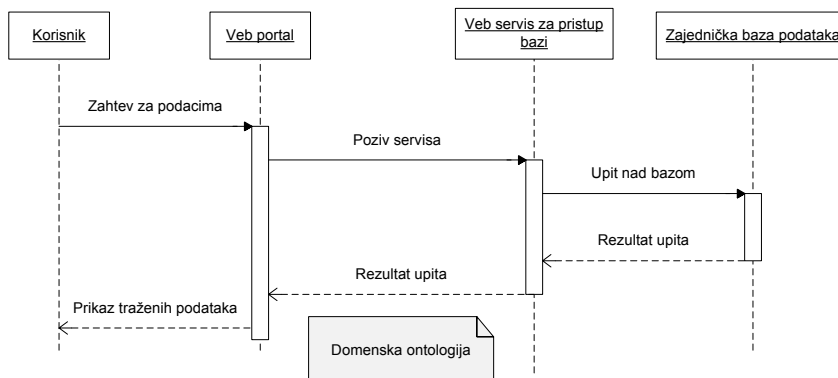 Korisnik
Veb portal
Veb servis za pristup
bazi
Zajednička baza podataka
Zahtev za podacima
Poziv servisa
Upit nad bazom
Rezultat upita
Rezultat upita
Prikaz traženih podataka
Domenska ontologija